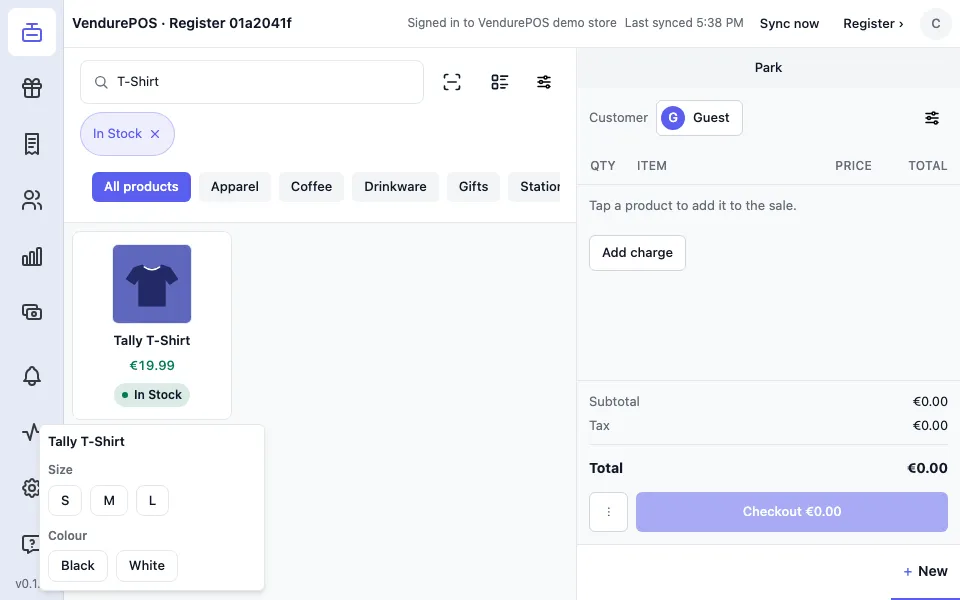 VendurePOS · Register 01a2041f
Signed in to VendurePOS demo store
Last synced 5:38 PM
Sync now
Register ›
C
T-Shirt
In Stock ×
All products
Apparel
Coffee
Drinkware
Gifts
Tally T-Shirt
€19.99
In Stock
Tally T-Shirt
Size
S
M
L
Colour
Black
White
v0.1.
Park
Customer
G
Guest
QTY
ITEM
PRICE
TOTAL
Tap a product to add it to the sale.
Add charge
Subtotal
€0.00
Tax
€0.00
Total
€0.00
Checkout €0.00
+ New